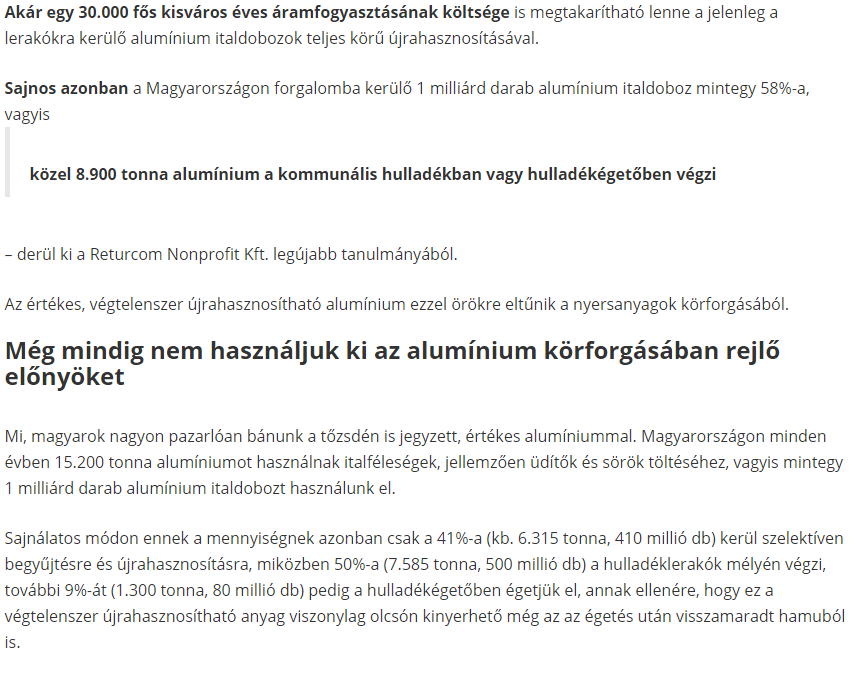 Akár egy 30.000 fős kisváros éves áramfogyasztásának költsége is megtakarítható lenne a jelenleg a
lerakókra kerülő alumínium italdobozok teljes körű újrahasznosításával.
Sajnos azonban a Magyarországon forgalomba kerülő 1 milliárd darab alumínium italdoboz mintegy 58%-a,
vagyis
közel 8.900 tonna alumínium a kommunális hulladékban vagy hulladékégetőben végzi
– derül ki a Returcom Nonprofit Kft. legújabb tanulmányából.
Az értékes, végtelenszer újrahasznosítható alumínium ezzel örökre eltűnik a nyersanyagok körforgásából.
Még mindig nem használjuk ki az alumínium körforgásában rejlő
előnyöket
Mi, magyarok nagyon pazarlóan bánunk a tőzsdén is jegyzett, értékes alumíniummal. Magyarországon minden
évben 15.200 tonna alumíniumot használnak italféleségek, jellemzően üdítők és sörök töltéséhez, vagyis mintegy
1 milliárd darab alumínium italdobozt használunk el.
Sajnálatos módon ennek a mennyiségnek azonban csak a 41%-a (kb. 6.315 tonna, 410 millió db) kerül szelektíven
begyűjtésre és újrahasznosításra, miközben 50%-a (7.585 tonna, 500 millió db) a hulladéklerakók mélyén végzi,
további 9%-át (1.300 tonna, 80 millió db) pedig a hulladékégetőben égetjük el, annak ellenére, hogy ez a
végtelenszer újrahasznosítható anyag viszonylag olcsón kinyerhető még az az égetés után visszamaradt hamuból
is.